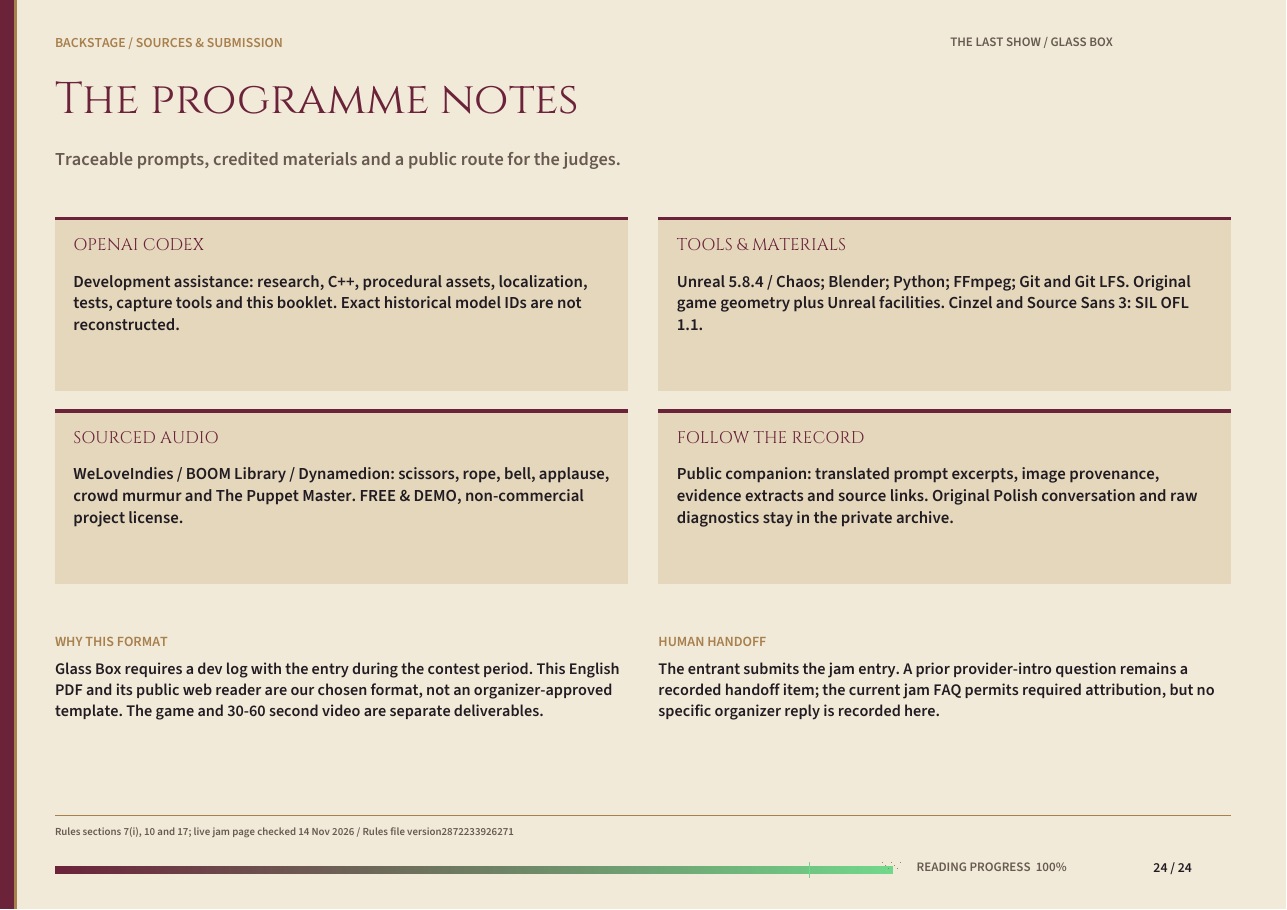 BACKSTAGE / SOURCES & SUBMISSION
THE LAST SHOW / GLASS BOX
The programme notes
Traceable prompts, credited materials and a public route for the judges.
OPENAI CODEX
Development assistance: research, C++, procedural assets, localization,
tests, capture tools and this booklet. Exact historical model IDs are not
reconstructed.
TOOLS & MATERIALS
Unreal 5.8.4 / Chaos; Blender; Python; FFmpeg; Git and Git LFS. Original
game geometry plus Unreal facilities. Cinzel and Source Sans 3: SIL OFL
1.1.
SOURCED AUDIO
WeLoveIndies / BOOM Library / Dynamedion: scissors, rope, bell, applause,
crowd murmur and The Puppet Master. FREE & DEMO, non-commercial
project license.
FOLLOW THE RECORD
Public companion: translated prompt excerpts, image provenance,
evidence extracts and source links. Original Polish conversation and raw
diagnostics stay in the private archive.
WHY THIS FORMAT
Glass Box requires a dev log with the entry during the contest period. This English
PDF and its public web reader are our chosen format, not an organizer-approved
template. The game and 30-60 second video are separate deliverables.
HUMAN HANDOFF
The entrant submits the jam entry. A prior provider-intro question remains a
recorded handoff item; the current jam FAQ permits required attribution, but no
specific organizer reply is recorded here.
Rules sections 7(i), 10 and 17; live jam page checked 14 Nov 2026 / Rules file version2872233926271
READING PROGRESS 100%
24 / 24